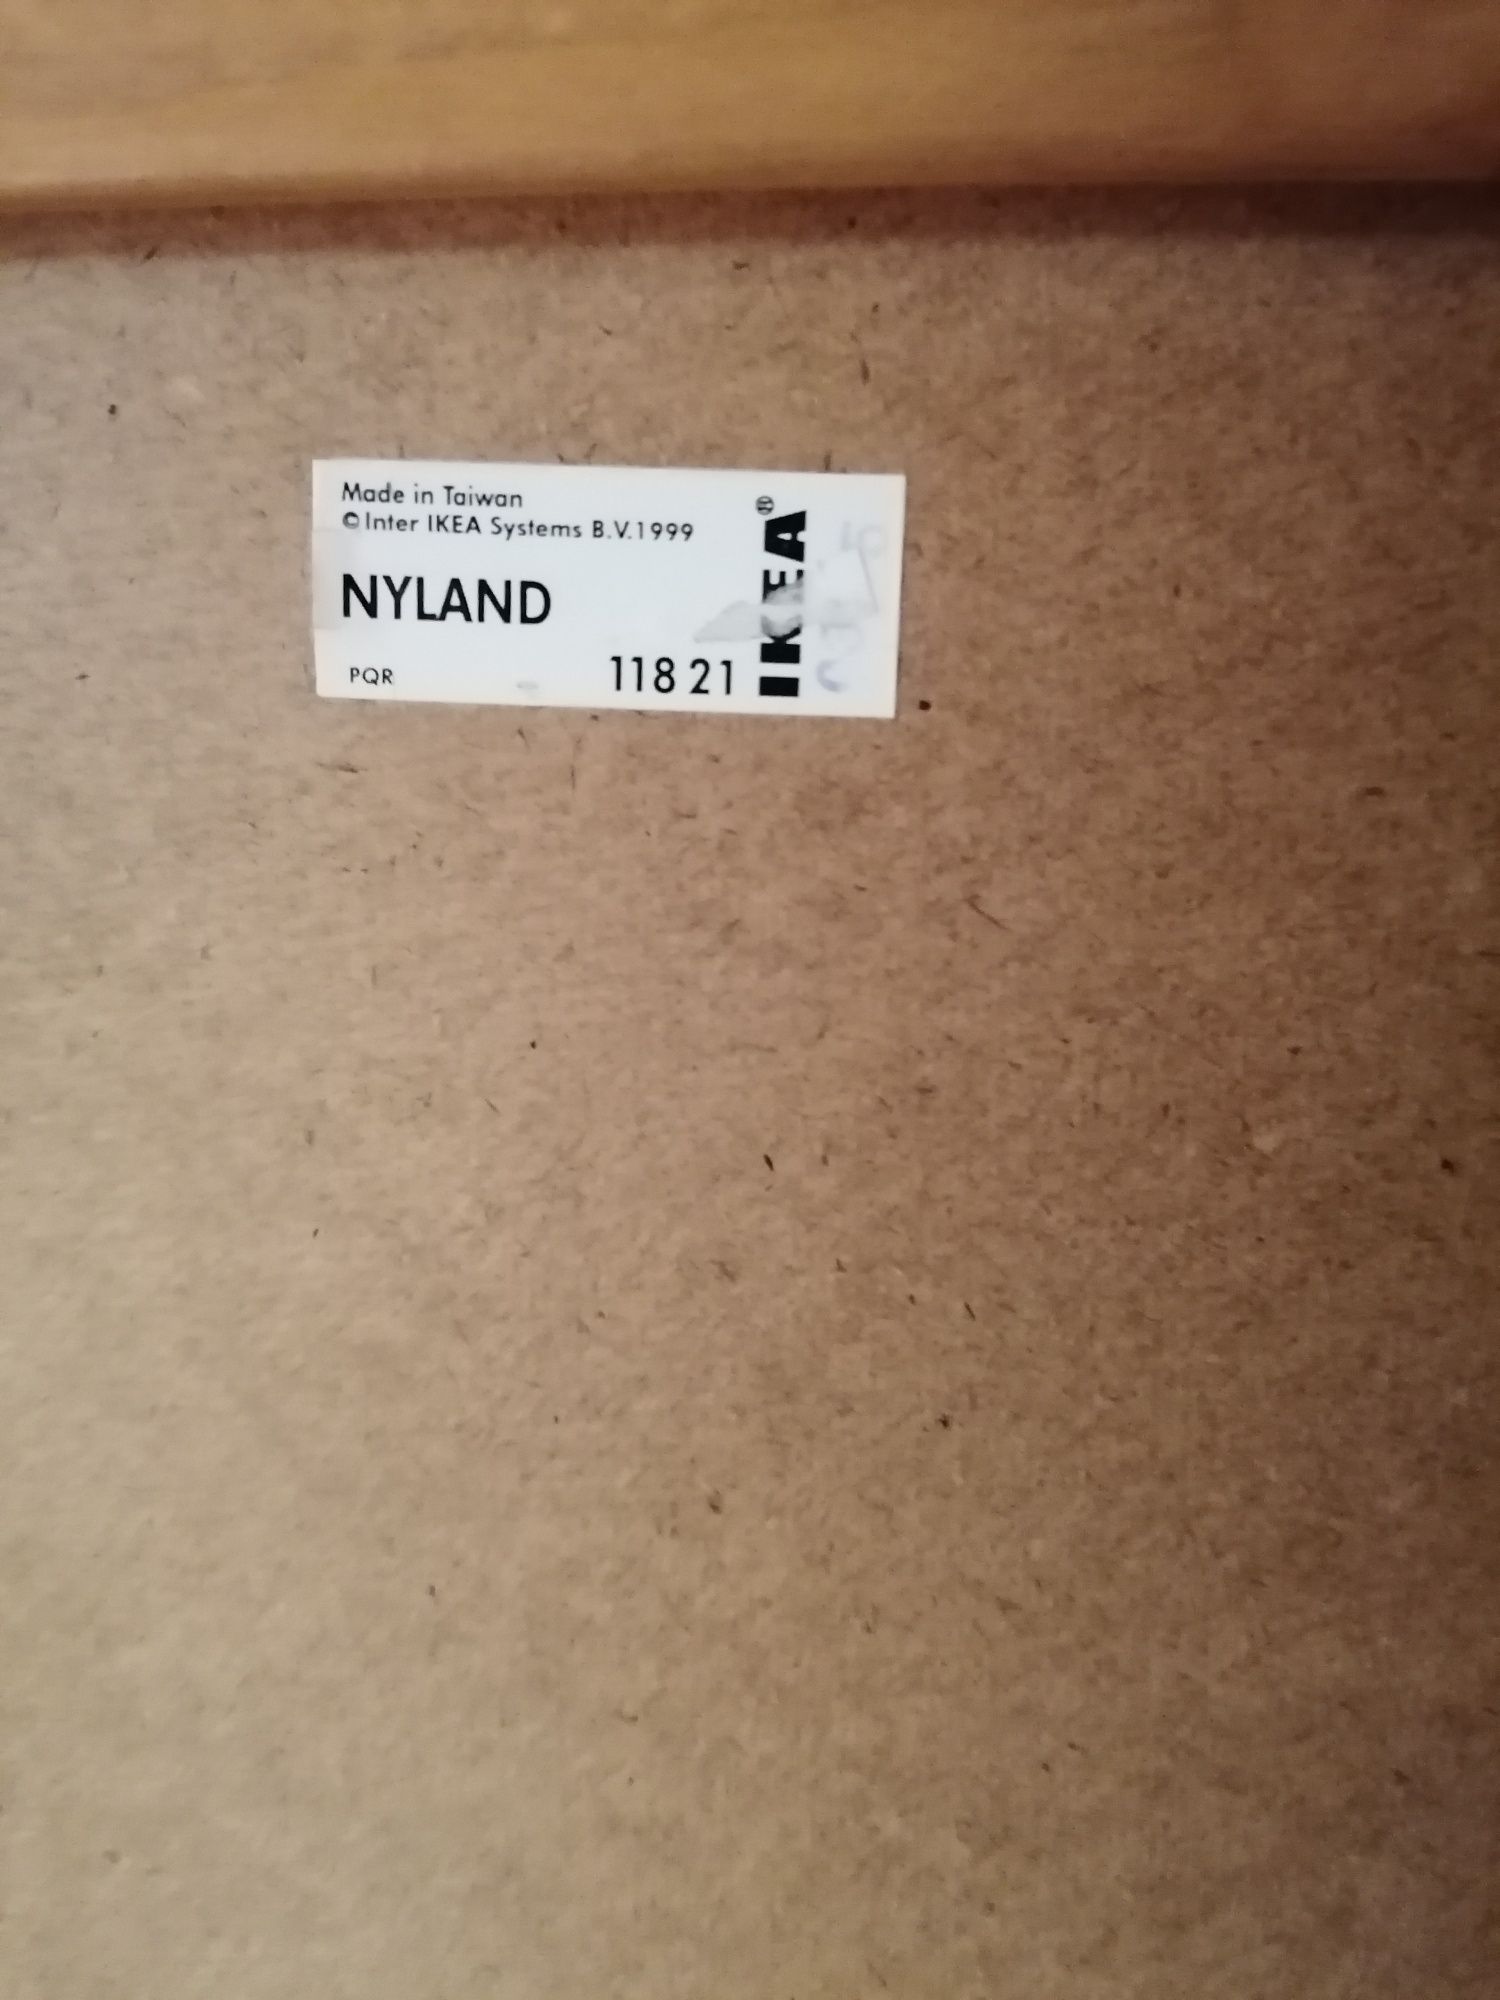 Made in Taiwan
©Inter IKEA Systems B.V.1999
NYLAND
PQR
118 21
IKEA®